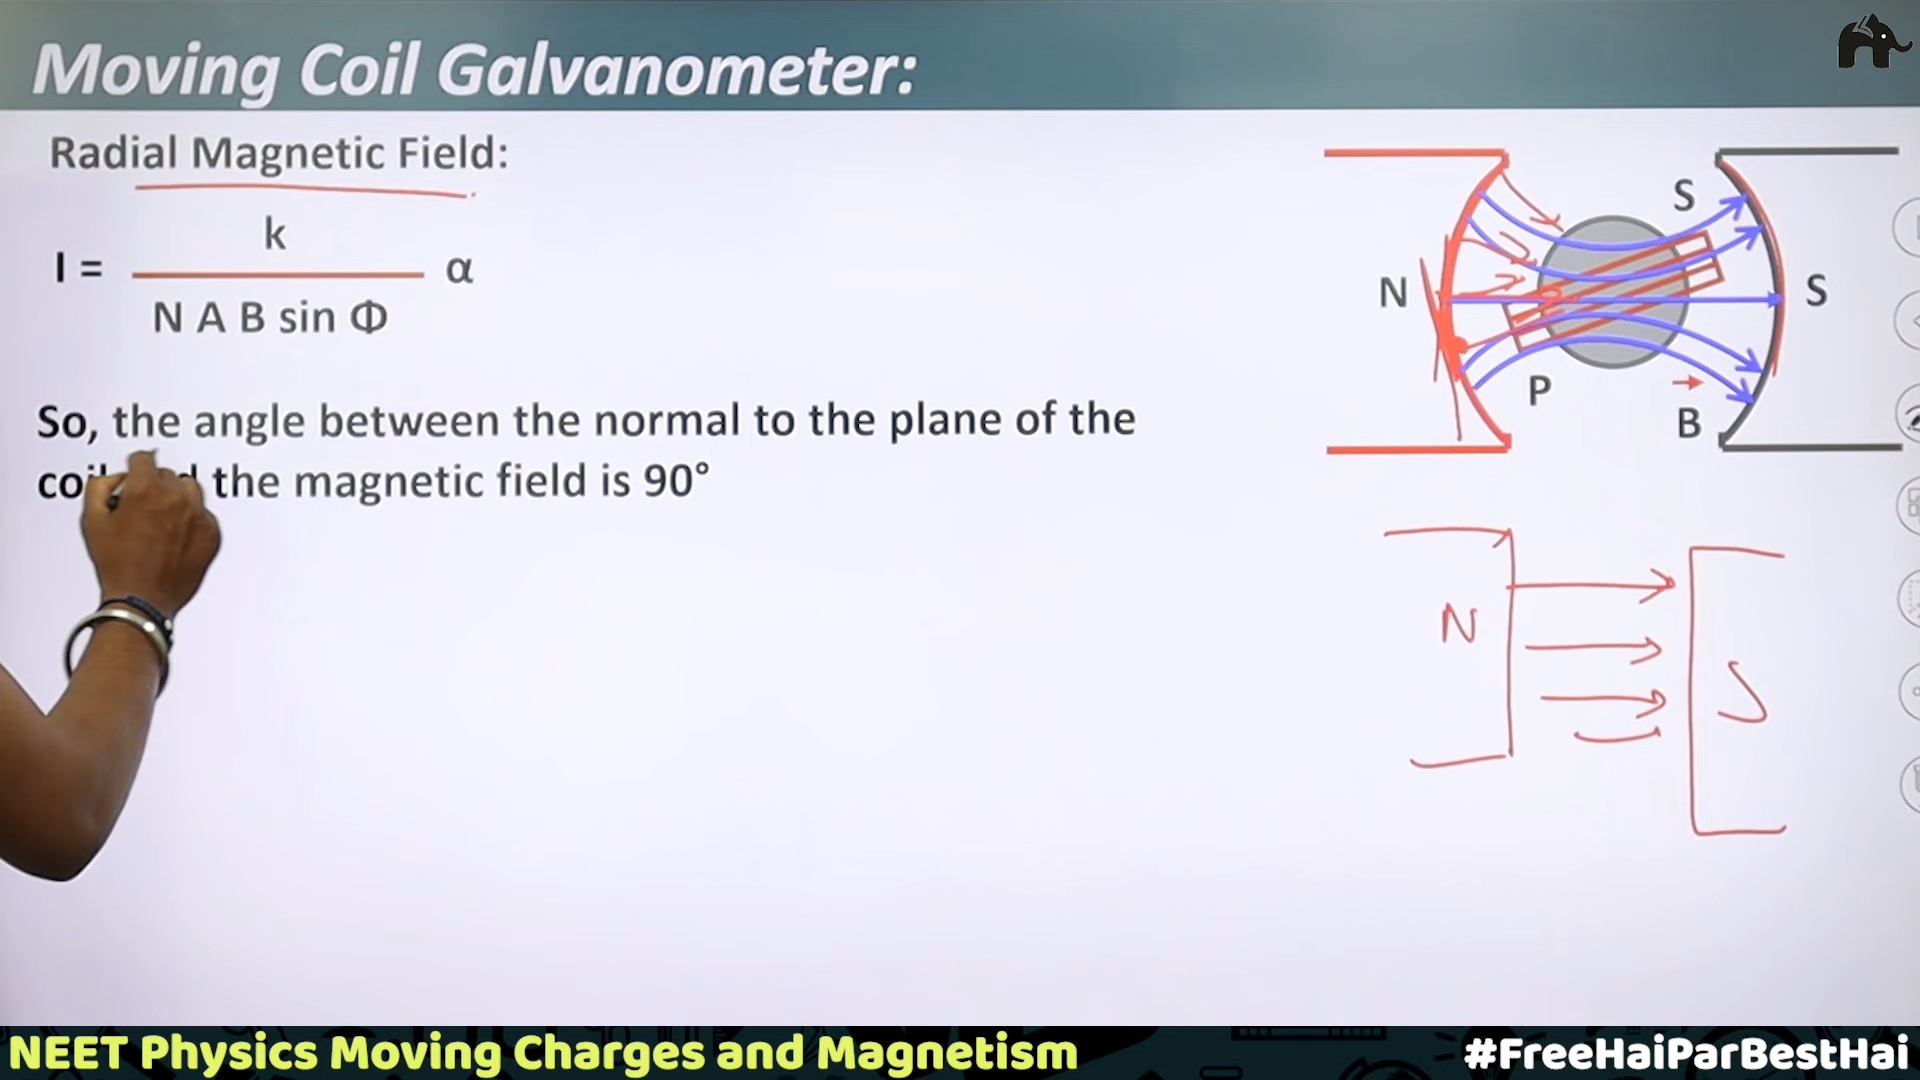 Moving Coil Galvanometer:
Radial Magnetic Field:
k
I =
α
N A B sin Φ
So, the angle between the normal to the plane of the
the magnetic field is 90°
S
N
S
P
B
N
S
NEET Physics Moving Charges and Magnetism
#FreeHaiParBestHai